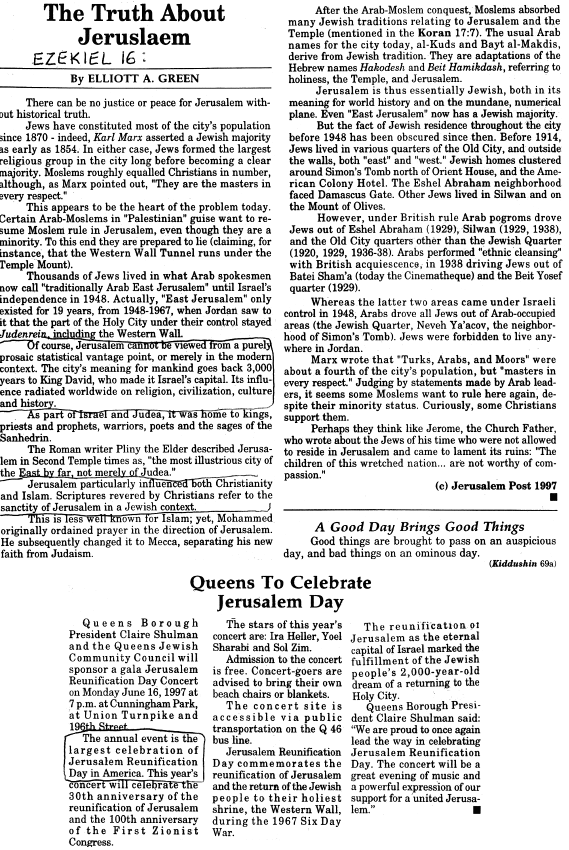 The Truth About
Jeruslaem
EZEKIEL 16:
By ELLIOTT A. GREEN
There can be no justice or peace for Jerusalem with-
out historical truth.
Jews have constituted most of the city's population
since 1870 - indeed, Karl Marx asserted a Jewish majority
as early as 1854. In either case, Jews formed the largest
religious group in the city long before becoming a clear
majority. Moslems roughly equalled Christians in number,
although, as Marx pointed out, "They are the masters in
every respect."
This appears to be the heart of the problem today.
Certain Arab-Moslems in "Palestinian" guise want to re-
sume Moslem rule in Jerusalem, even though they are a
minority. To this end they are prepared to lie (claiming, for
instance, that the Western Wall Tunnel runs under the
Temple Mount).
Thousands of Jews lived in what Arab spokesmen
now call "traditionally Arab East Jerusalem" until Israel's
independence in 1948. Actually, "East Jerusalem" only
existed for 19 years, from 1948-1967, when Jordan saw to
it that the part of the Holy City under their control stayed
Judenrein, including the Western Wall.
Of course, Jerusalem cannot be viewed from a purely
prosaic statistical vantage point, or merely in the modern
context. The city's meaning for mankind goes back 3,000
years to King David, who made it Israel's capital. Its influ-
ence radiated worldwide on religion, civilization, culture
and history.
As part of Israel and Judea, it was home to kings,
priests and prophets, warriors, poets and the sages of the
Sanhedrin.
The Roman writer Pliny the Elder described Jerusa-
lem in Second Temple times as, "the most illustrious city of
the East by far, not merely of Judea."
Jerusalem particularly influenced both Christianity
and Islam. Scriptures revered by Christians refer to the
sanctity of Jerusalem in a Jewish context.
This is less well known for Islam; yet, Mohammed
originally ordained prayer in the direction of Jerusalem.
He subsequently changed it to Mecca, separating his new
faith from Judaism.
After the Arab-Moslem conquest, Moslems absorbed
many Jewish traditions relating to Jerusalem and the
Temple (mentioned in the Koran 17:7). The usual Arab
names for the city today, al-Kuds and Bayt al-Makdis,
derive from Jewish tradition. They are adaptations of the
Hebrew names Hakodesh and Beit Hamikdash, referring to
holiness, the Temple, and Jerusalem.
Jerusalem is thus essentially Jewish, both in its
meaning for world history and on the mundane, numerical
plane. Even "East Jerusalem" now has a Jewish majority.
But the fact of Jewish residence throughout the city
before 1948 has been obscured since then. Before 1914,
Jews lived in various quarters of the Old City, and outside
the walls, both "east" and "west." Jewish homes clustered
around Simon's Tomb north of Orient House, and the Ame-
rican Colony Hotel. The Eshel Abraham neighborhood
faced Damascus Gate. Other Jews lived in Silwan and on
the Mount of Olives.
However, under British rule Arab pogroms drove
Jews out of Eshel Abraham (1929), Silwan (1929, 1938),
and the Old City quarters other than the Jewish Quarter
(1920, 1929, 1936-38). Arabs performed "ethnic cleansing"
with British acquiescence, in 1938 driving Jews out of
Batei Sham'a (today the Cinematheque) and the Beit Yosef
quarter (1929).
Whereas the latter two areas came under Israeli
control in 1948, Arabs drove all Jews out of Arab-occupied
areas (the Jewish Quarter, Neveh Ya'acov, the neighbor-
hood of Simon's Tomb). Jews were forbidden to live any-
where in Jordan.
Marx wrote that "Turks, Arabs, and Moors" were
about a fourth of the city's population, but "masters in
every respect." Judging by statements made by Arab lead-
ers, it seems some Moslems want to rule here again, de-
spite their minority status. Curiously, some Christians
support them.
Perhaps they think like Jerome, the Church Father,
who wrote about the Jews of his time who were not allowed
to reside in Jerusalem and came to lament its ruins: "The
children of this wretched nation... are not worthy of com-
passion."
(c) Jerusalem Post 1997
A Good Day Brings Good Things
Good things are brought to pass on an auspicious
day, and bad things on an ominous day.
(Kiddushin 69a)
Queens To Celebrate
Jerusalem Day
Queens Borough
President Claire Shulman
and the Queens Jewish
Community Council will
sponsor a gala Jerusalem
Reunification Day Concert
on Monday June 16, 1997 at
7 p.m. at Cunningham Park,
at Union Turnpike and
196th Street.
The annual event is the
largest celebration of
Jerusalem Reunification
Day in America. This year's
concert will celebrate the
30th anniversary of the
reunification of Jerusalem
and the 100th anniversary
of the First Zionist
Congress.
The stars of this year's
concert are: Ira Heller, Yoel
Sharabi and Sol Zim.
Admission to the concert
is free. Concert-goers are
advised to bring their own
beach chairs or blankets.
The concert site is
accessible via public
transportation on the Q 46
bus line.
Jerusalem Reunification
Day commemorates the
reunification of Jerusalem
and the return of the Jewish
people to their holiest
shrine, the Western Wall,
during the 1967 Six Day
War.
The reunification of
Jerusalem as the eternal
capital of Israel marked the
fulfillment of the Jewish
people's 2,000-year-old
dream of a returning to the
Holy City.
Queens Borough Presi-
dent Claire Shulman said:
"We are proud to once again
lead the way in celebrating
Jerusalem Reunification
Day. The concert will be a
great evening of music and
a powerful expression of our
support for a united Jerusa-
lem."